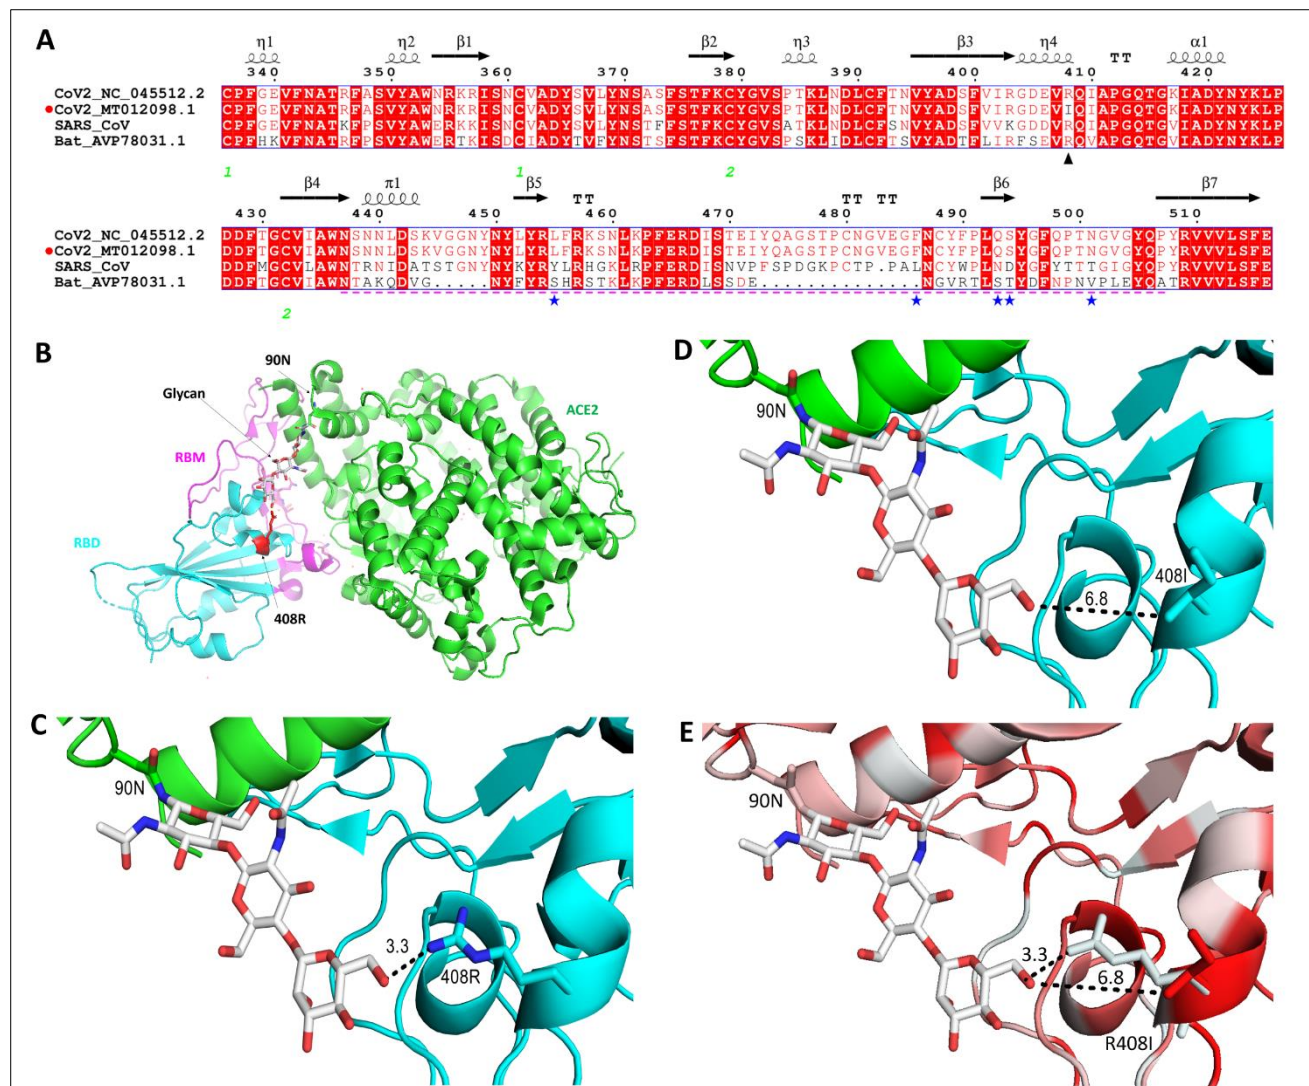 A
η1 η2 β1 β2 η3 β3 η4 TT α1
340 350 360 370 380 390 400 410 420
CoV2_NC_045512.2 CPFGEVFNATRFASVYAWNRKRISNCVADYSVLYNSASFSTFKCYGVSPTKLNDLCFTNVYADSFVIRGDEVRQIAPGQTGKIADYNYKLP
CoV2_MT012098.1 CPFGEVFNATRFASVYAWNRKRISNCVADYSVLYNSASFSTFKCYGVSPTKLNDLCFTNVYADSFVIRGDEVIQIAPGQTGKIADYNYKLP
SARS_CoV CPFGEVFNATKFPSVYAWERKKISNCVADYSVLYNSTFFSTFKCYGVSATKLNDLCFSNVYADSFVVKGDDVRQIAPGQTGVIADYNYKLP
Bat_AVP78031.1 CPFHKVFNATRFPSVYAWERTKISDCIADYTVFYNSTSFSTFKCYGVSPSKLIDLCFTSVYADTFLIRFSEVRQVAPGQTGVIADYNYKLP
1 1 2
β4 π1 β5 TT TT TT β6 β7
430 440 450 460 470 480 490 500 510
CoV2_NC_045512.2 DDFTGCVIAWNSNNLDSKVGGNYNYLYRLFRKSNLKPFERDISTEIYQAGSTPCNGVEGFNCYFPLQSYGFQPTNGVGYQPYRVVVLSFE
CoV2_MT012098.1 DDFTGCVIAWNSNNLDSKVGGNYNYLYRLFRKSNLKPFERDISTEIYQAGSTPCNGVEGFNCYFPLQSYGFQPTNGVGYQPYRVVVLSFE
SARS_CoV DDFMGCVLAWNTRNIDATSTGNYNYKYRYLRHGKLRPFERDISNVPFSPDGKPCTP.PALNCYWPLNDYGFYTTTGIGYQPYRVVVLSFE
Bat_AVP78031.1 DDFTGCVIAWNTAKQDVG.....NYFYRSHRSTKLKPFERDLSSDE..............NGVRTLSTYDFNPNVPLEYQATRVVVLSFE
2
B
90N
Glycan
ACE2
RBM
RBD
408R
D
90N
408I
6.8
C
90N
3.3
408R
E
90N
3.3
6.8
R408I